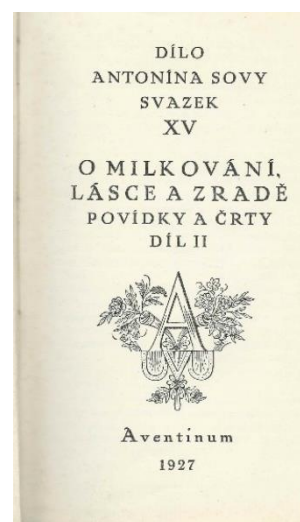 DÍLO
ANTONÍNA SOVY
SVAZEK
XV
O MILKOVÁNÍ,
LÁSCE A ZRADĚ
POVÍDKY A ČRTY
DÍL II
A
Aventinum
1927